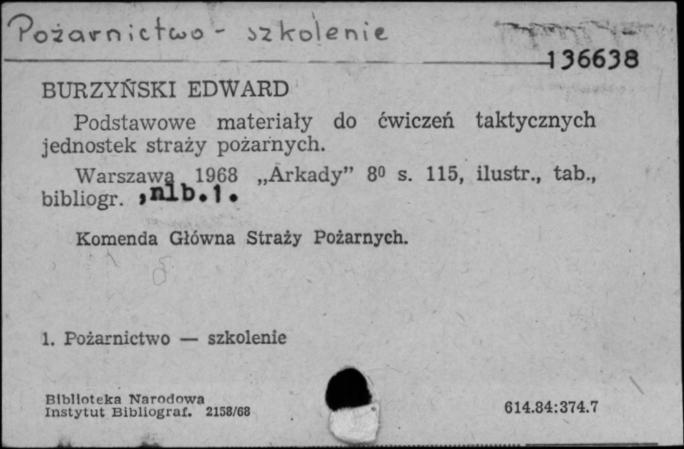 Pożarnictwo - szkolenie
136638
BURZYŃSKI EDWARD
Podstawowe materiały do ćwiczeń taktycznych
jednostek straży pożarnych.
Warszawa 1968 „Arkady” 8⁰ s. 115, ilustr., tab.,
bibliogr. ,nlb.1.
Komenda Główna Straży Pożarnych.
1. Pożarnictwo — szkolenie
Biblioteka Narodowa
Instytut Bibliograf. 2158/68
614.84:374.7